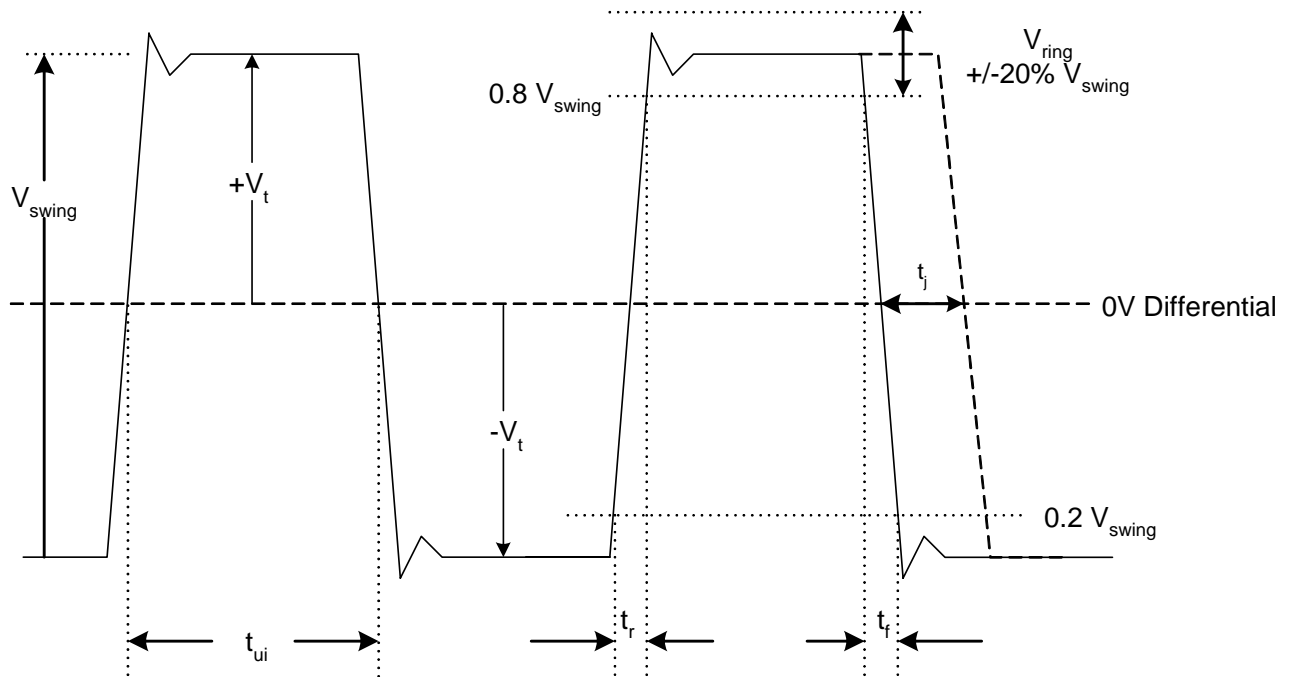 V_ring
+/-20% V_swing
0.8 V_swing
+V_t
V_swing
t_j
0V Differential
-V_t
0.2 V_swing
t_r
t_f
t_ui